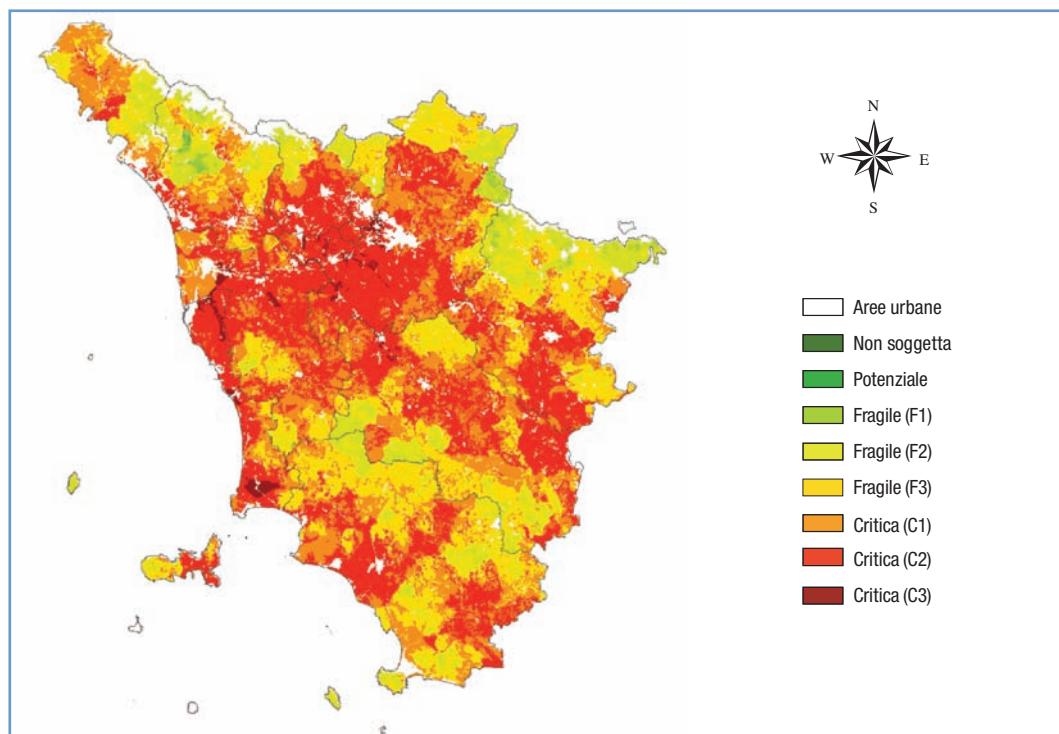 N
W E
S
Aree urbane
Non soggetta
Potenziale
Fragile (F1)
Fragile (F2)
Fragile (F3)
Critica (C1)
Critica (C2)
Critica (C3)